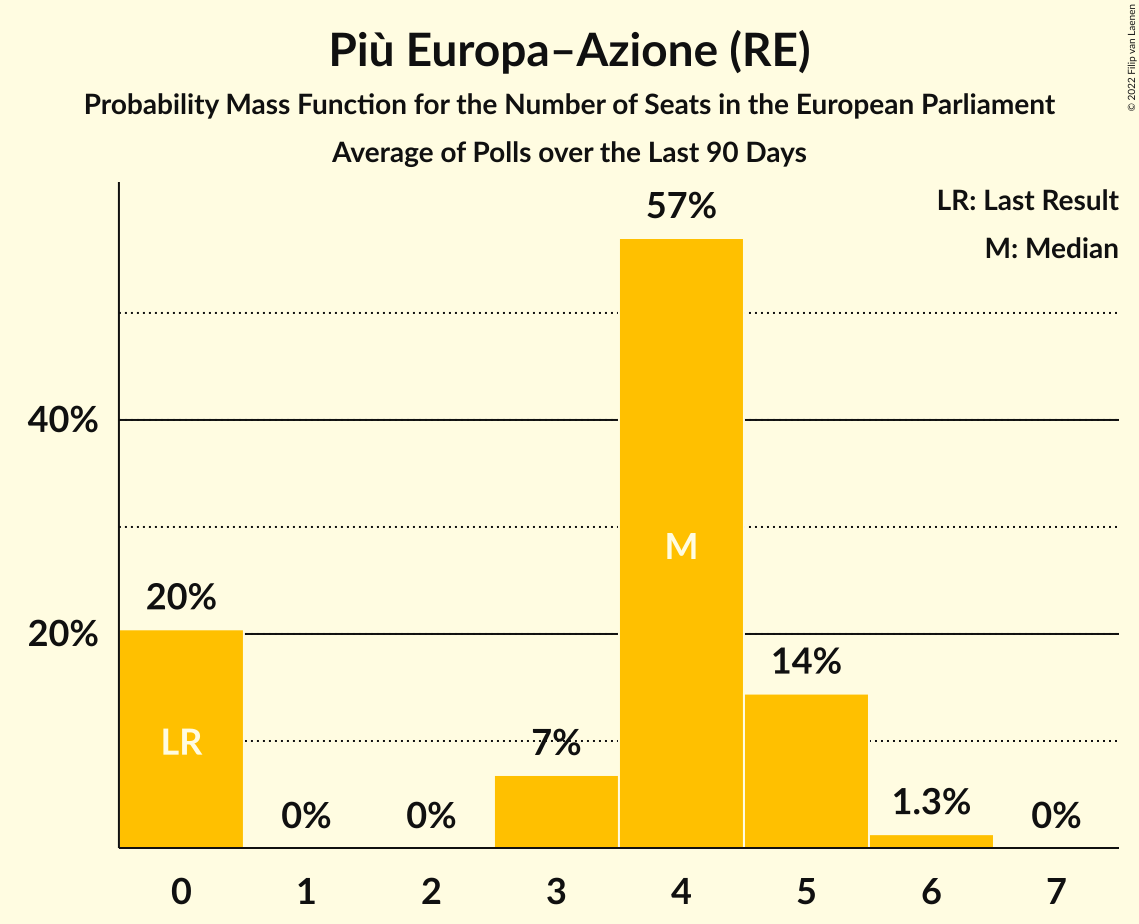 Più Europa–Azione (RE)
Probability Mass Function for the Number of Seats in the European Parliament
Average of Polls over the Last 90 Days
© 2022 Filip van Laenen
LR: Last Result
M: Median
57%
40%
M
20%
20%
14%
LR
7%
0%
0%
1.3%
0%
0 1 2 3 4 5 6 7